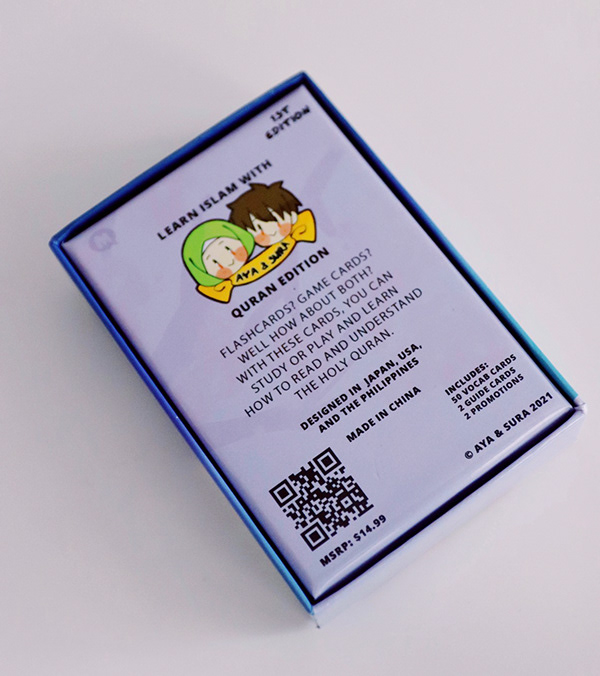 1ST
EDITION
LEARN ISLAM WITH
AYA & SURA
QURAN EDITION
FLASHCARDS? GAME CARDS?
WELL HOW ABOUT BOTH?
WITH THESE CARDS, YOU CAN
STUDY OR PLAY AND LEARN
HOW TO READ AND UNDERSTAND
THE HOLY QURAN.
DESIGNED IN JAPAN, USA,
AND THE PHILIPPINES
MADE IN CHINA
INCLUDES:
50 VOCAB CARDS
2 GUIDE CARDS
2 PROMOTIONS
© AYA & SURA 2021
MSRP: $14.99